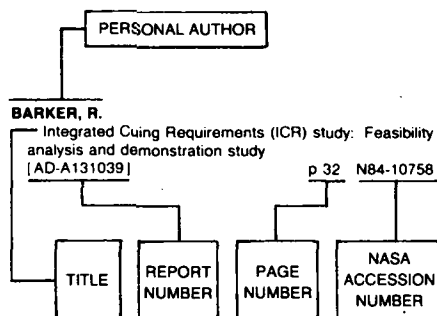 PERSONAL AUTHOR
BARKER, R.
Integrated Cuing Requirements (ICR) study: Feasibility
analysis and demonstration study
[AD-A131039] p 32 N84-10758
TITLE
REPORT
NUMBER
PAGE
NUMBER
NASA
ACCESSION
NUMBER